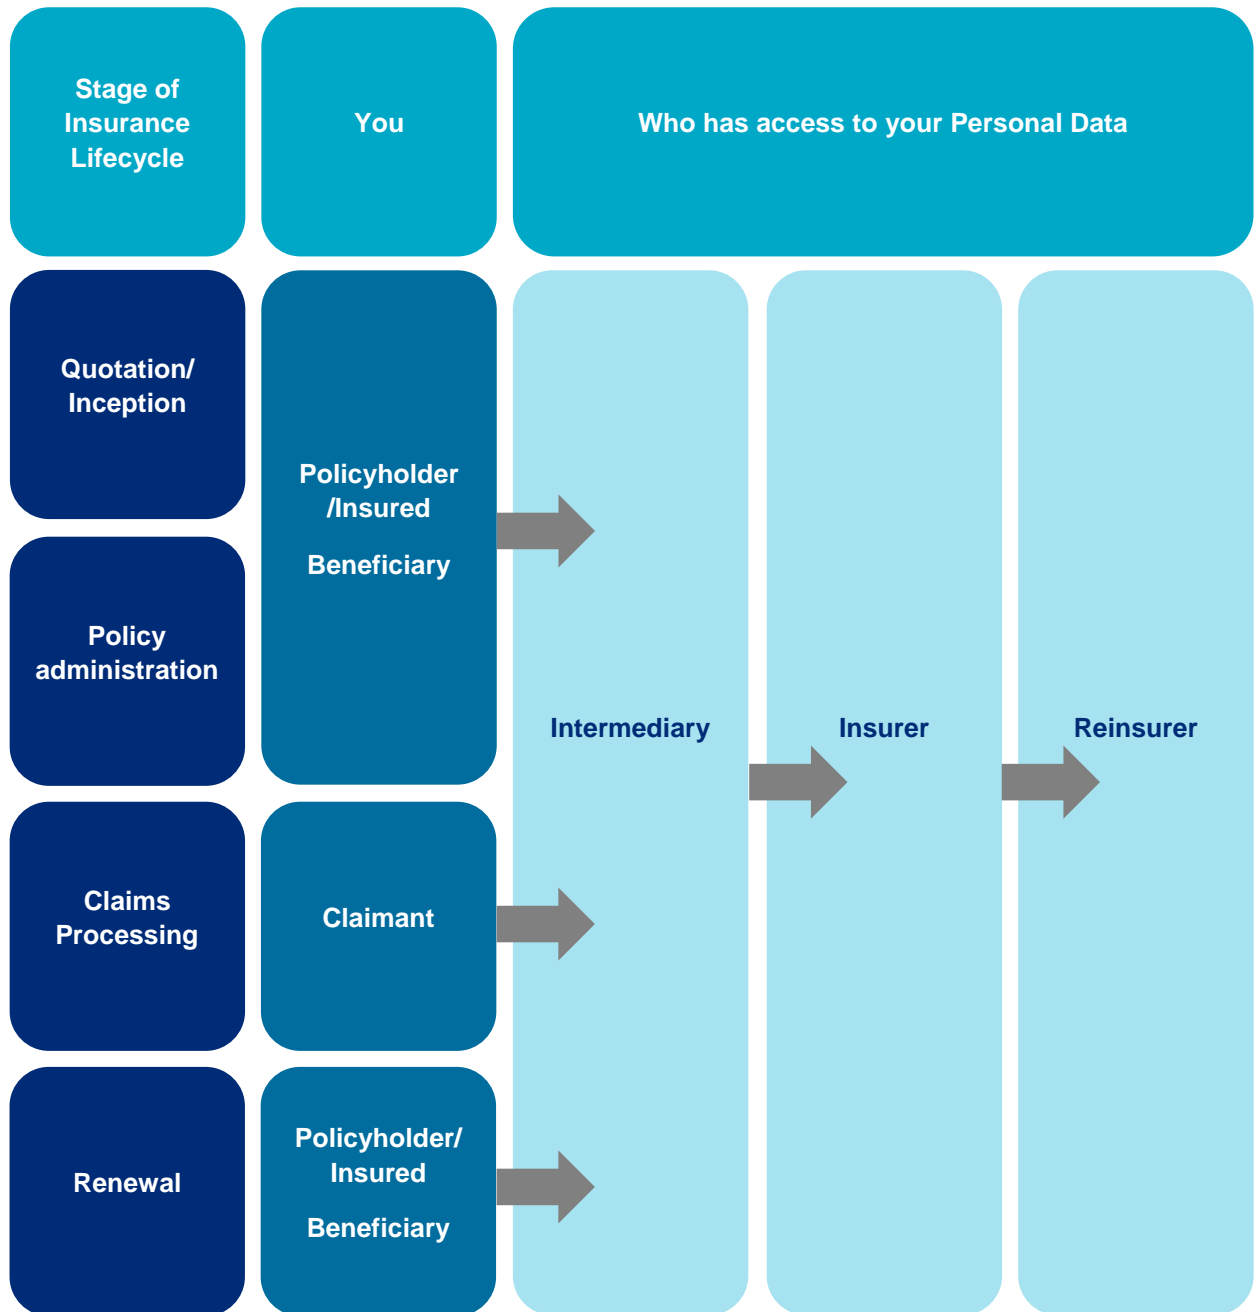 Stage of
Insurance
Lifecycle
You
Who has access to your Personal Data
Quotation/
Inception
Policyholder
/Insured
Beneficiary
Policy
administration
Intermediary
Insurer
Reinsurer
Claims
Processing
Claimant
Renewal
Policyholder/
Insured
Beneficiary